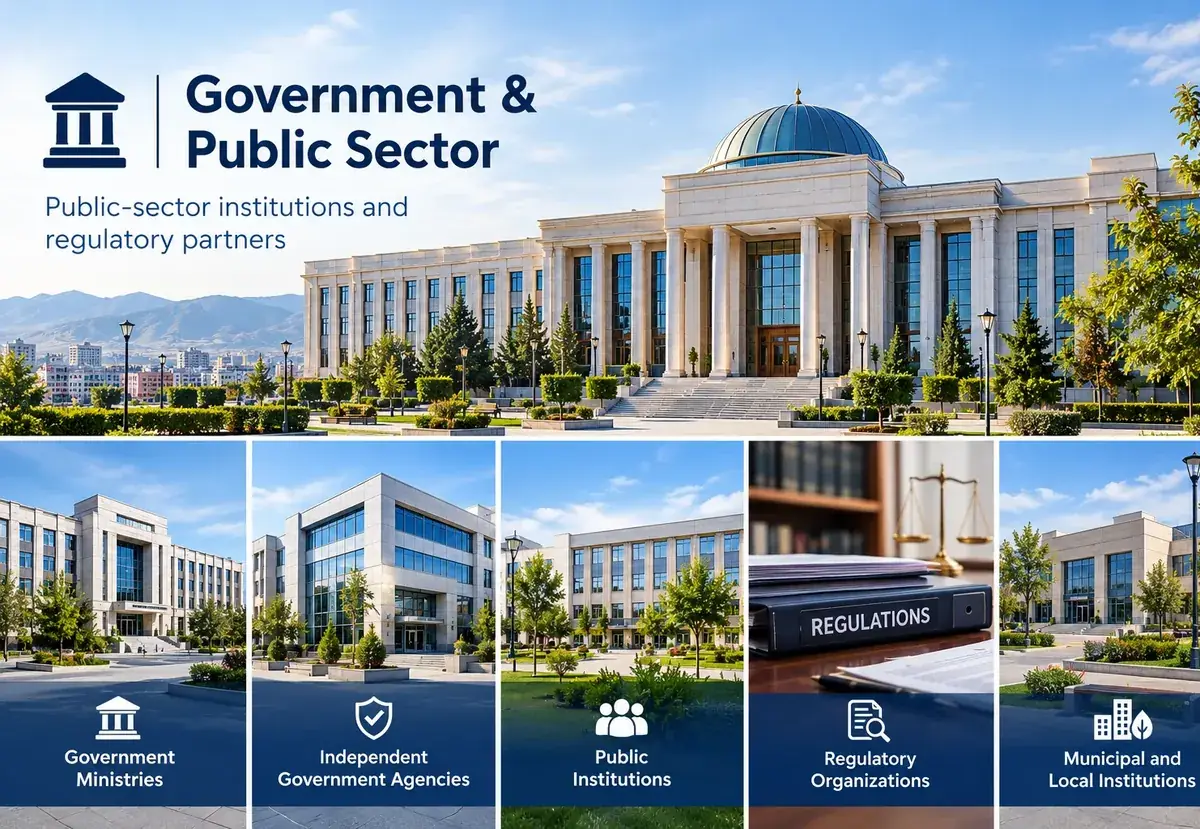 Government &
Public Sector
Public-sector institutions and
regulatory partners
Government
Ministries
Independent
Government Agencies
Public
Institutions
REGULATIONS
Regulatory
Organizations
Municipal and
Local Institutions